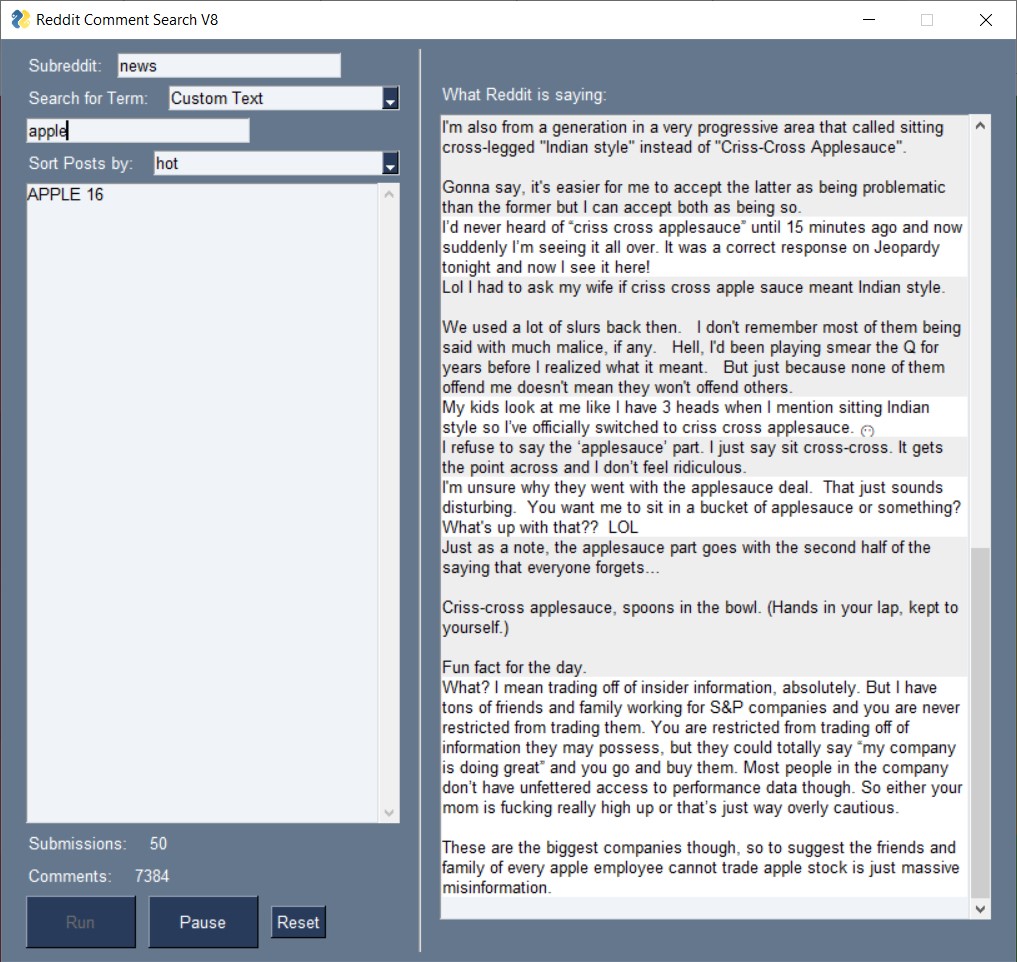 Reddit Comment Search V8
Subreddit: news
Search for Term: Custom Text
apple
Sort Posts by: hot
APPLE 16
Submissions: 50
Comments: 7384
Run Pause Reset
What Reddit is saying:
I'm also from a generation in a very progressive area that called sitting
cross-legged "Indian style" instead of "Criss-Cross Applesauce".
Gonna say, it's easier for me to accept the latter as being problematic
than the former but I can accept both as being so.
I’d never heard of “criss cross applesauce” until 15 minutes ago and now
suddenly I’m seeing it all over. It was a correct response on Jeopardy
tonight and now I see it here!
Lol I had to ask my wife if criss cross apple sauce meant Indian style.
We used a lot of slurs back then.   I don't remember most of them being
said with much malice, if any.   Hell, I'd been playing smear the Q for
years before I realized what it meant.   But just because none of them
offend me doesn't mean they won't offend others.
My kids look at me like I have 3 heads when I mention sitting Indian
style so I’ve officially switched to criss cross applesauce.
I refuse to say the ‘applesauce’ part. I just say sit cross-cross. It gets
the point across and I don’t feel ridiculous.
I'm unsure why they went with the applesauce deal.  That just sounds
disturbing.  You want me to sit in a bucket of applesauce or something?
What's up with that??  LOL
Just as a note, the applesauce part goes with the second half of the
saying that everyone forgets…
Criss-cross applesauce, spoons in the bowl. (Hands in your lap, kept to
yourself.)
Fun fact for the day.
What? I mean trading off of insider information, absolutely. But I have
tons of friends and family working for S&P companies and you are never
restricted from trading them. You are restricted from trading off of
information they may possess, but they could totally say “my company
is doing great” and you go and buy them. Most people in the company
don’t have unfettered access to performance data though. So either your
mom is fucking really high up or that’s just way overly cautious.
These are the biggest companies though, so to suggest the friends and
family of every apple employee cannot trade apple stock is just massive
misinformation.